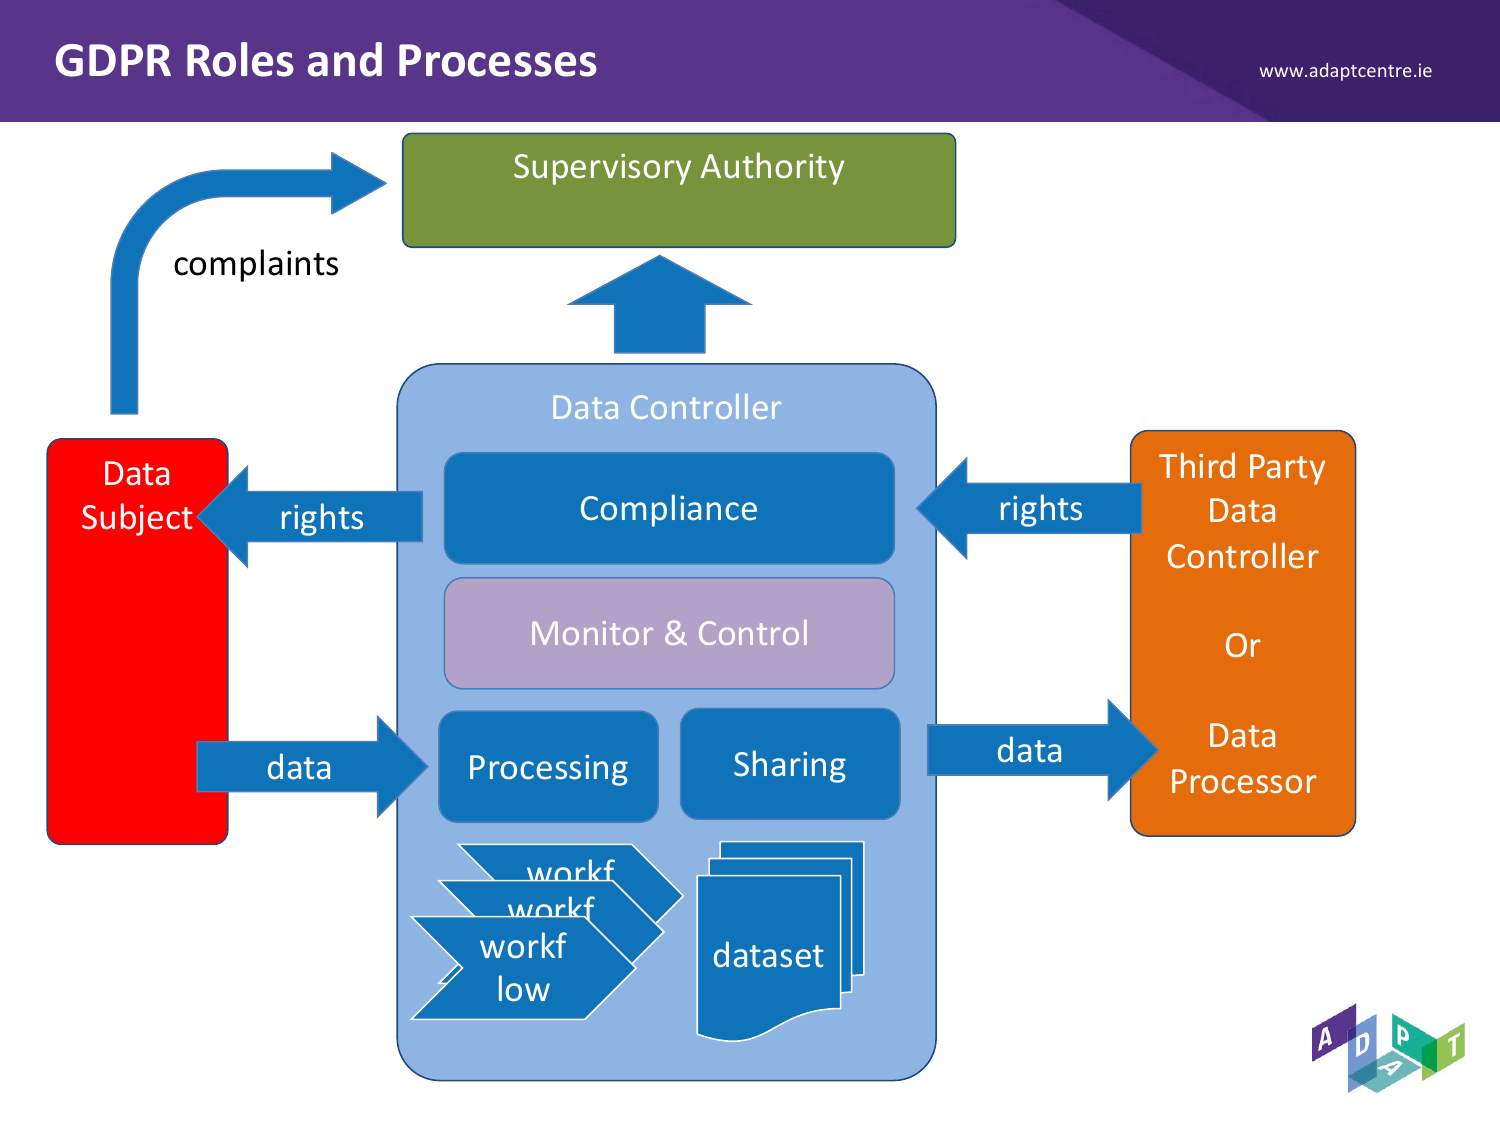 GDPR Roles and Processes
www.adaptcentre.ie
Supervisory Authority
complaints
Data Controller
Data
Subject
rights
Compliance
rights
Third Party
Data
Controller
Or
Data
Processor
Monitor & Control
data
Processing
Sharing
data
workf
workf
workf
low
dataset
ADAPT